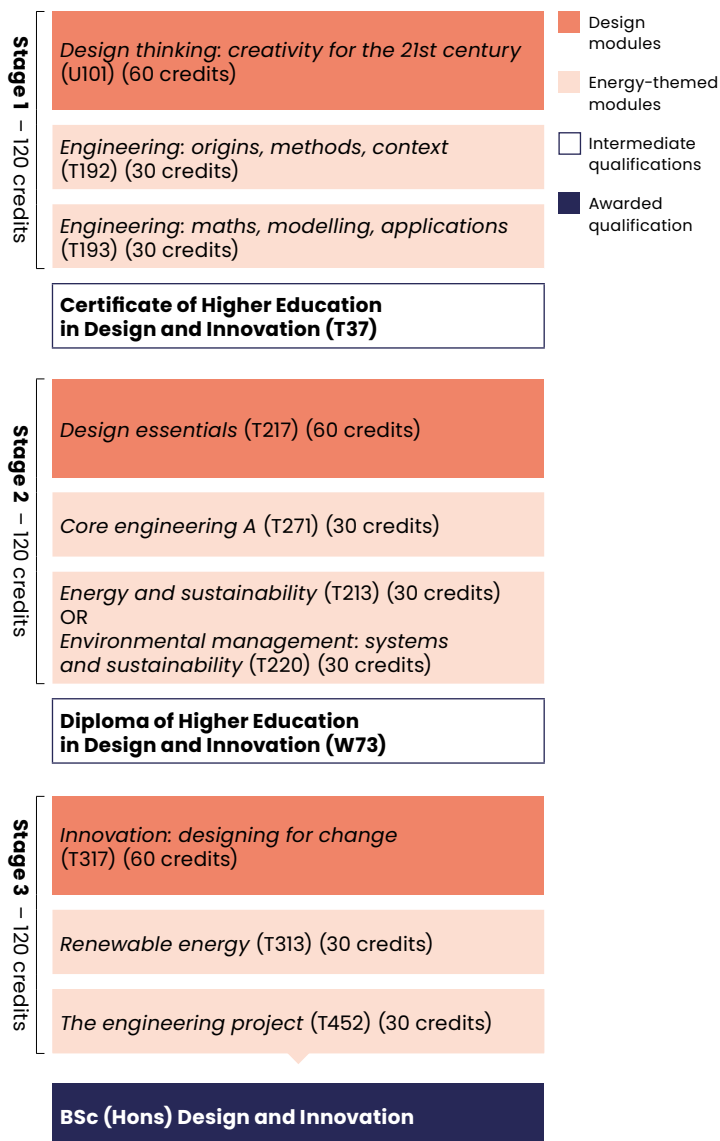 Stage 1 – 120 credits
Design thinking: creativity for the 21st century
(U101) (60 credits)
Engineering: origins, methods, context
(T192) (30 credits)
Engineering: maths, modelling, applications
(T193) (30 credits)
Certificate of Higher Education
in Design and Innovation (T37)
Stage 2 – 120 credits
Design essentials (T217) (60 credits)
Core engineering A (T271) (30 credits)
Energy and sustainability (T213) (30 credits)
OR
Environmental management: systems
and sustainability (T220) (30 credits)
Diploma of Higher Education
in Design and Innovation (W73)
Stage 3 – 120 credits
Innovation: designing for change
(T317) (60 credits)
Renewable energy (T313) (30 credits)
The engineering project (T452) (30 credits)
BSc (Hons) Design and Innovation
Design
modules
Energy-themed
modules
Intermediate
qualifications
Awarded
qualification